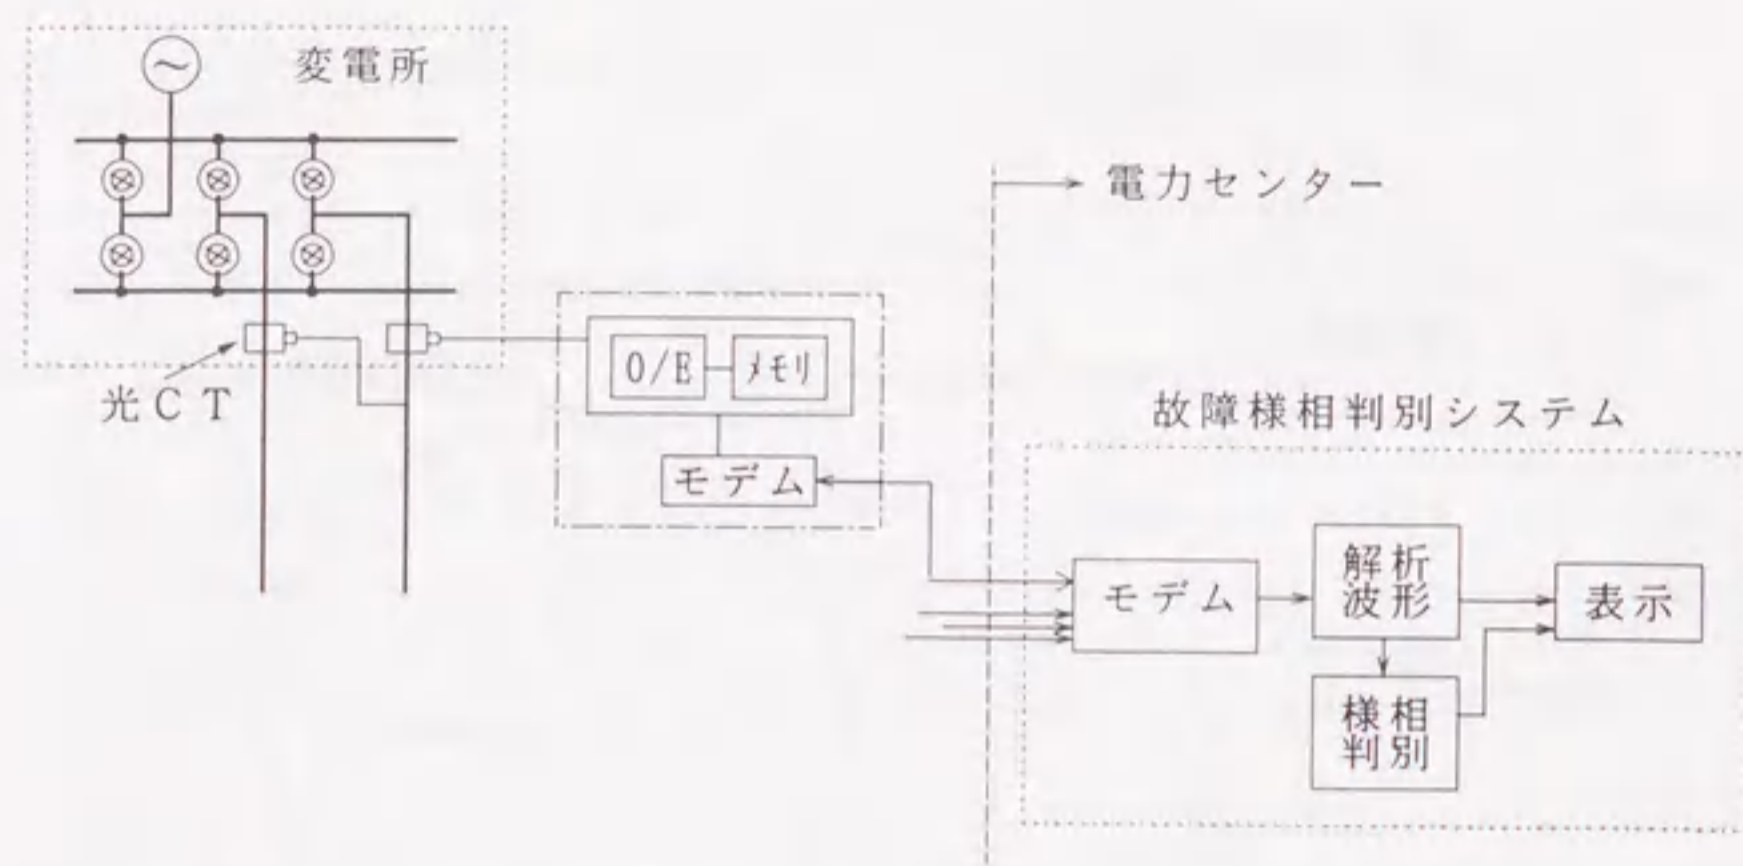 変電所
電力センター
O/E
メモリ
光CT
故障様相判別システム
モデム
解析
波形
モデム
表示
様相
判別